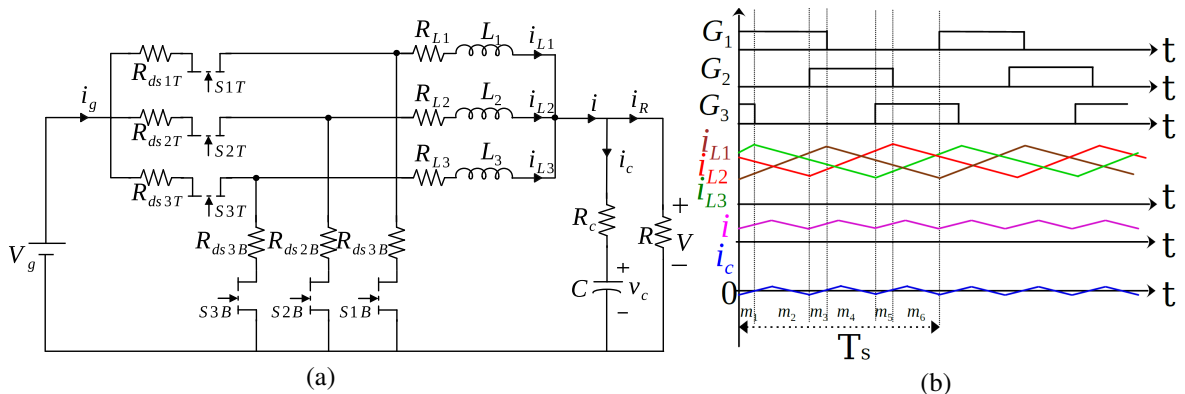 R_L1 L_1 i_L1
R_ds1T S1T
i_g
R_L2 L_2 i_L2 i i_R
R_ds2T S2T
R_L3 L_3 i_L3 i_c
R_ds3T S3T
R_c + R V −
V_g R_ds3B R_ds2B R_ds3B
C + v_c −
S3B S2B S1B
(a)
G_1 t
G_2 t
G_3 t
i_L1
i_L2
i_L3 t
i t
i_c
0 t
m_1 m_2 m_3 m_4 m_5 m_6
T_s
(b)